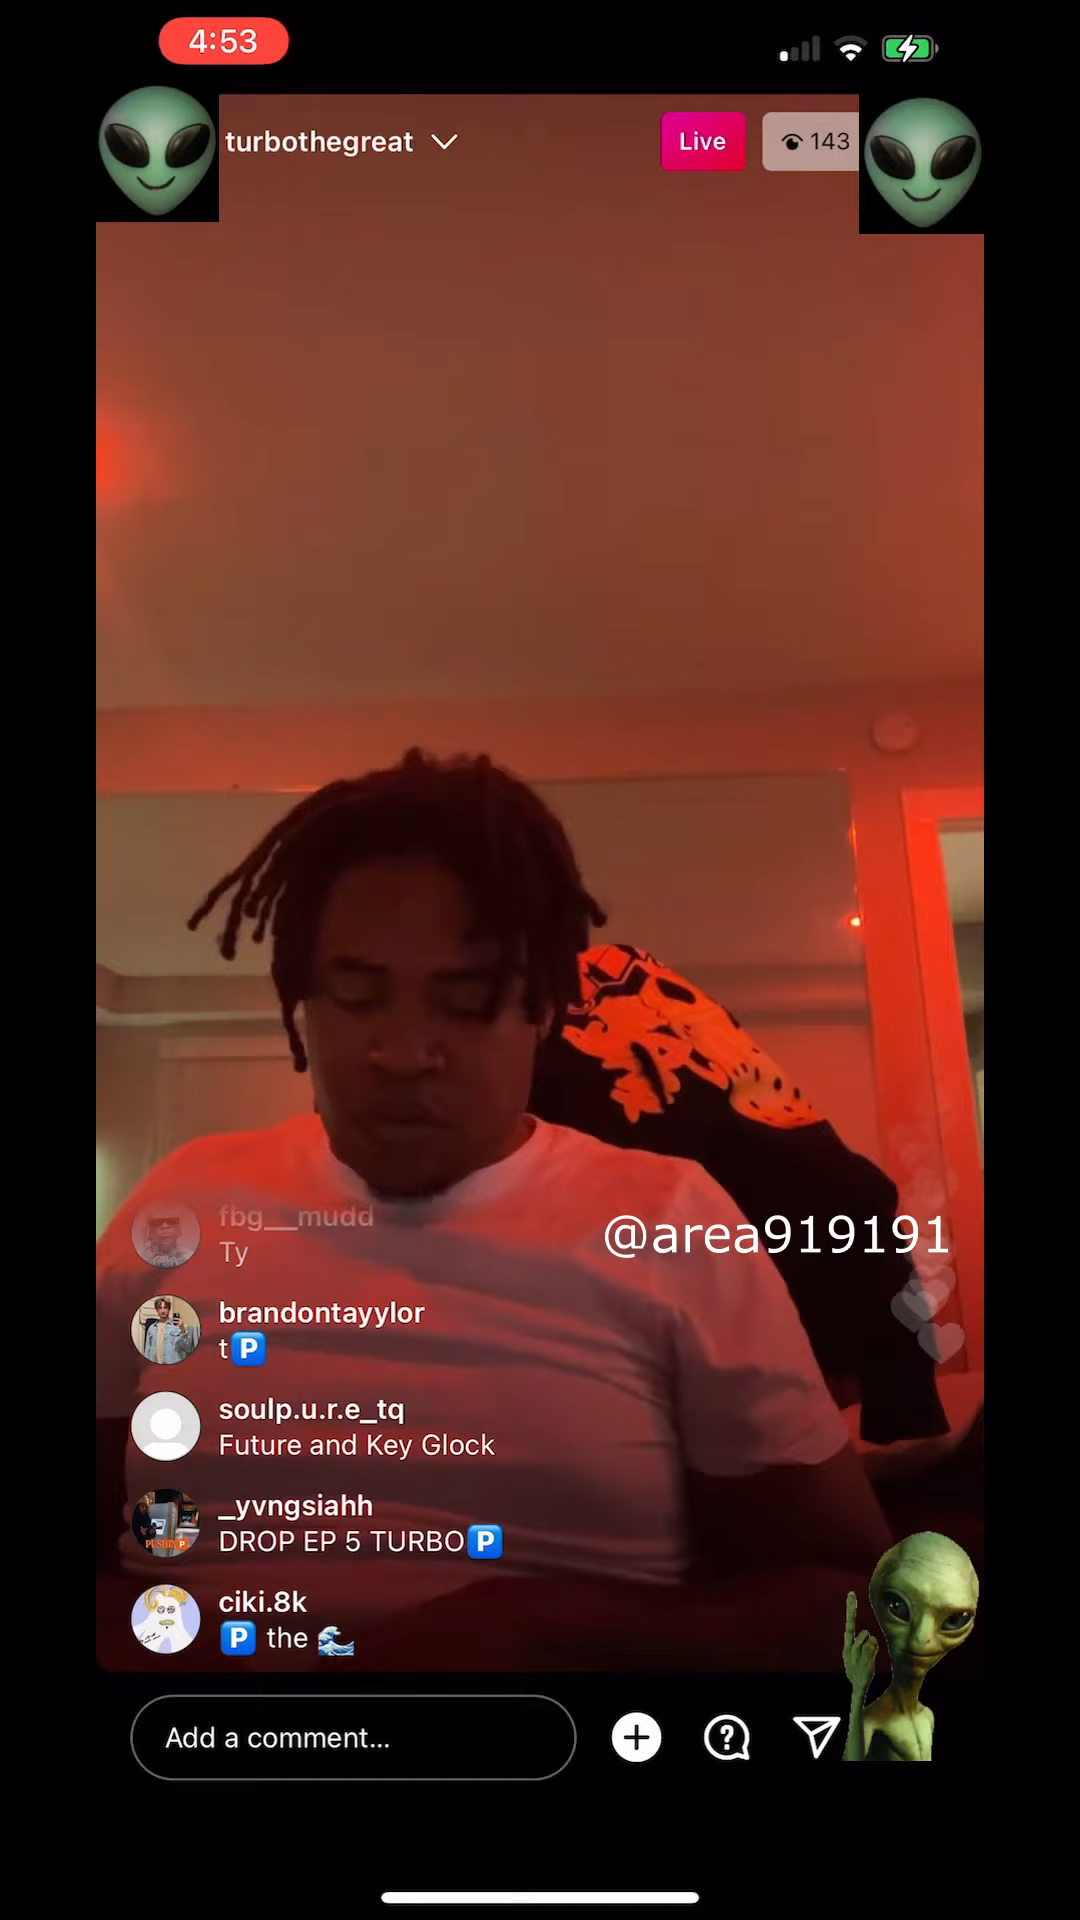 4:53
turbothegreat
Live
143
fbg__mudd
Ty
@area919191
brandontayylor
t🅿️
soulp.u.r.e_tq
Future and Key Glock
_yvngsiahh
DROP EP 5 TURBO🅿️
PUSHIN🅿️
ciki.8k
🅿️ the 🌊
Add a comment...